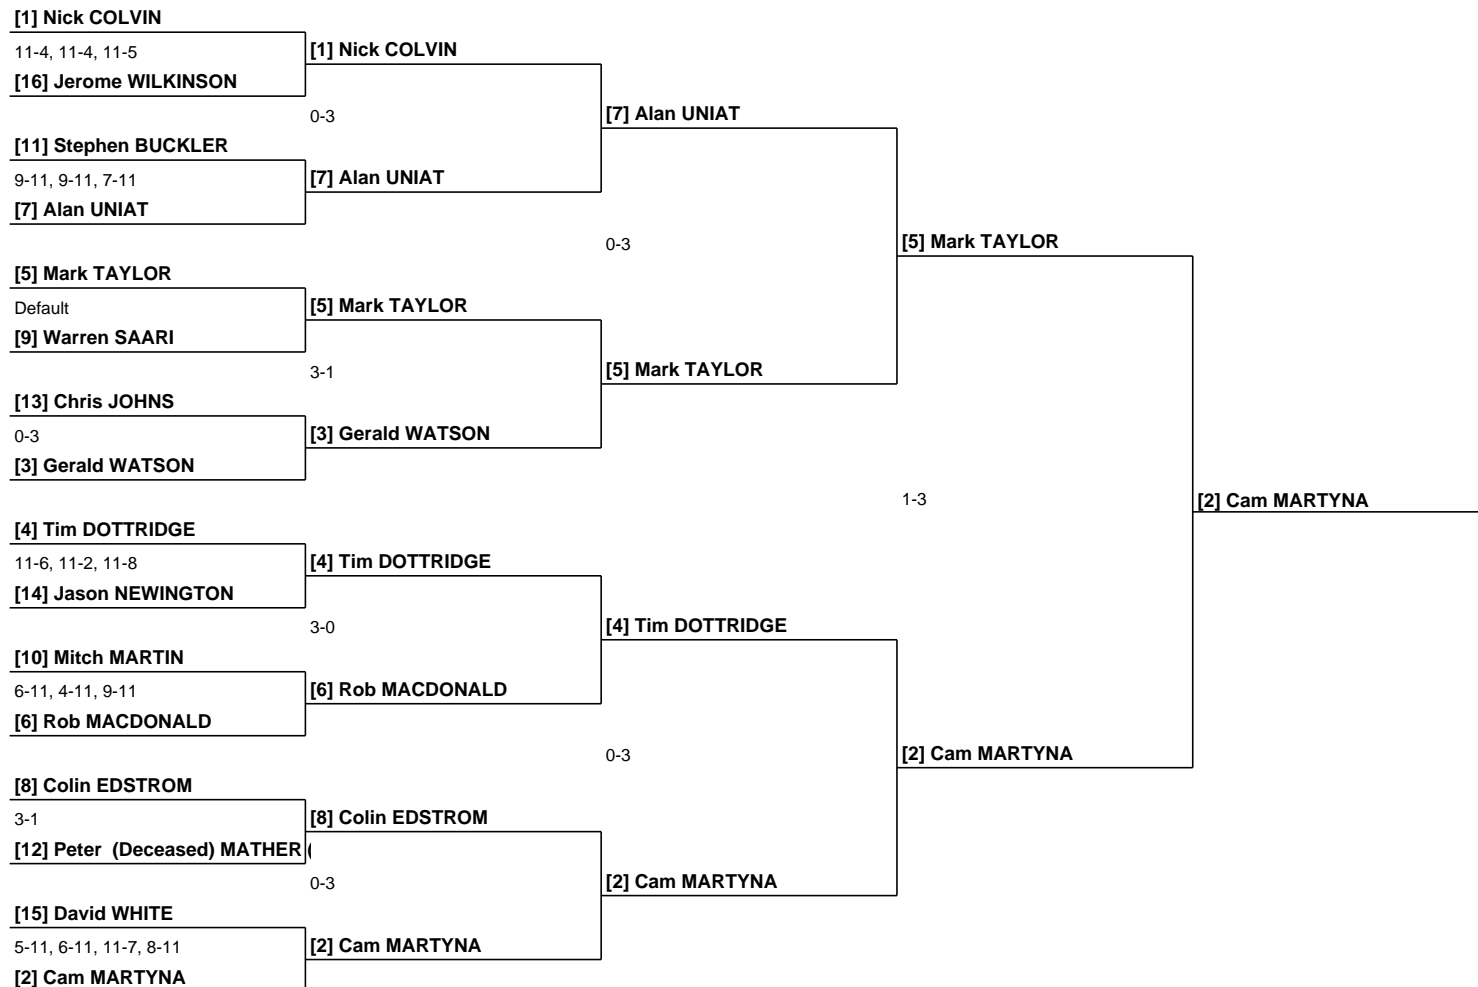 [1] Nick COLVIN
11-4, 11-4, 11-5
[16] Jerome WILKINSON
[11] Stephen BUCKLER
9-11, 9-11, 7-11
[7] Alan UNIAT
[5] Mark TAYLOR
Default
[9] Warren SAARI
[13] Chris JOHNS
0-3
[3] Gerald WATSON
[4] Tim DOTTRIDGE
11-6, 11-2, 11-8
[14] Jason NEWINGTON
[10] Mitch MARTIN
6-11, 4-11, 9-11
[6] Rob MACDONALD
[8] Colin EDSTROM
3-1
[12] Peter (Deceased) MATHER (
[15] David WHITE
5-11, 6-11, 11-7, 8-11
[2] Cam MARTYNA
[1] Nick COLVIN
0-3
[7] Alan UNIAT
[5] Mark TAYLOR
3-1
[3] Gerald WATSON
[4] Tim DOTTRIDGE
3-0
[6] Rob MACDONALD
[8] Colin EDSTROM
0-3
[2] Cam MARTYNA
[7] Alan UNIAT
0-3
[5] Mark TAYLOR
[4] Tim DOTTRIDGE
0-3
[2] Cam MARTYNA
[5] Mark TAYLOR
1-3
[2] Cam MARTYNA
[2] Cam MARTYNA